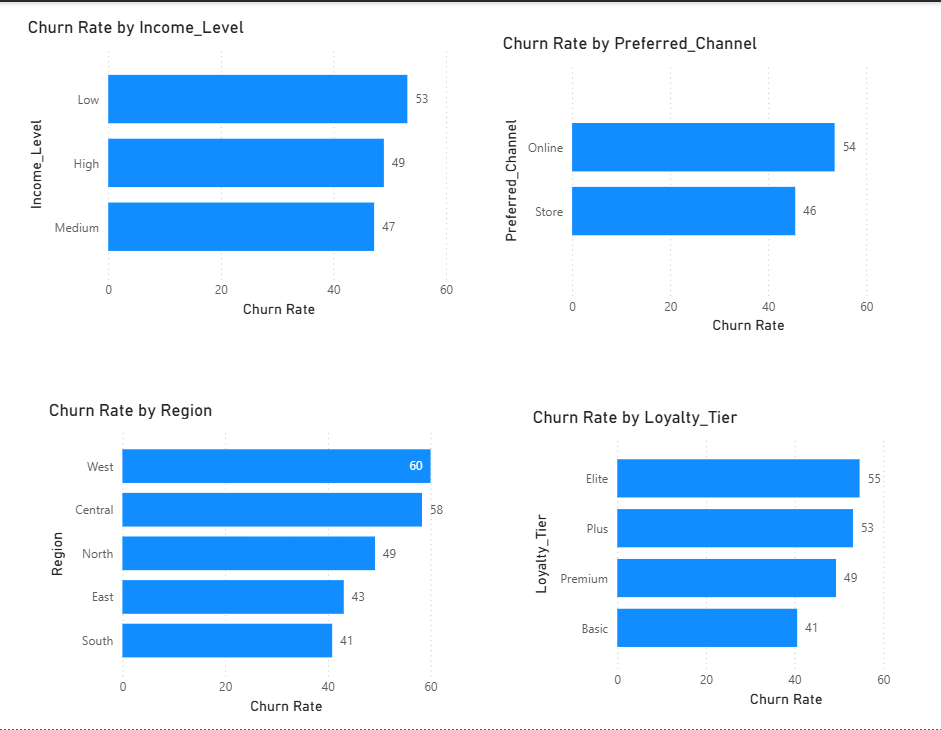 Churn Rate by Income_Level
Income_Level
Low 53
High 49
Medium 47
0 20 40 60
Churn Rate
Churn Rate by Preferred_Channel
Preferred_Channel
Online 54
Store 46
0 20 40 60
Churn Rate
Churn Rate by Region
Region
West 60
Central 58
North 49
East 43
South 41
0 20 40 60
Churn Rate
Churn Rate by Loyalty_Tier
Loyalty_Tier
Elite 55
Plus 53
Premium 49
Basic 41
0 20 40 60
Churn Rate